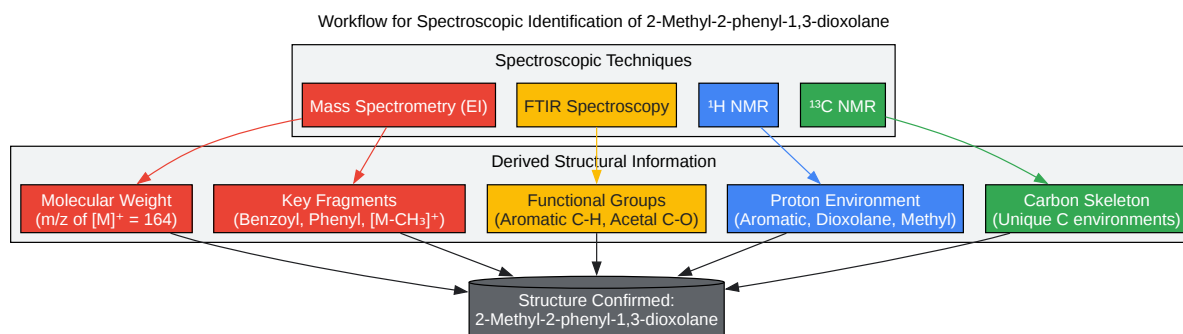 Workflow for Spectroscopic Identification of 2-Methyl-2-phenyl-1,3-dioxolane
Spectroscopic Techniques
Mass Spectrometry (EI)
FTIR Spectroscopy
¹H NMR
¹³C NMR
Derived Structural Information
Molecular Weight
(m/z of [M]⁺ = 164)
Key Fragments
(Benzoyl, Phenyl, [M-CH₃]⁺)
Functional Groups
(Aromatic C-H, Acetal C-O)
Proton Environment
(Aromatic, Dioxolane, Methyl)
Carbon Skeleton
(Unique C environments)
Structure Confirmed:
2-Methyl-2-phenyl-1,3-dioxolane